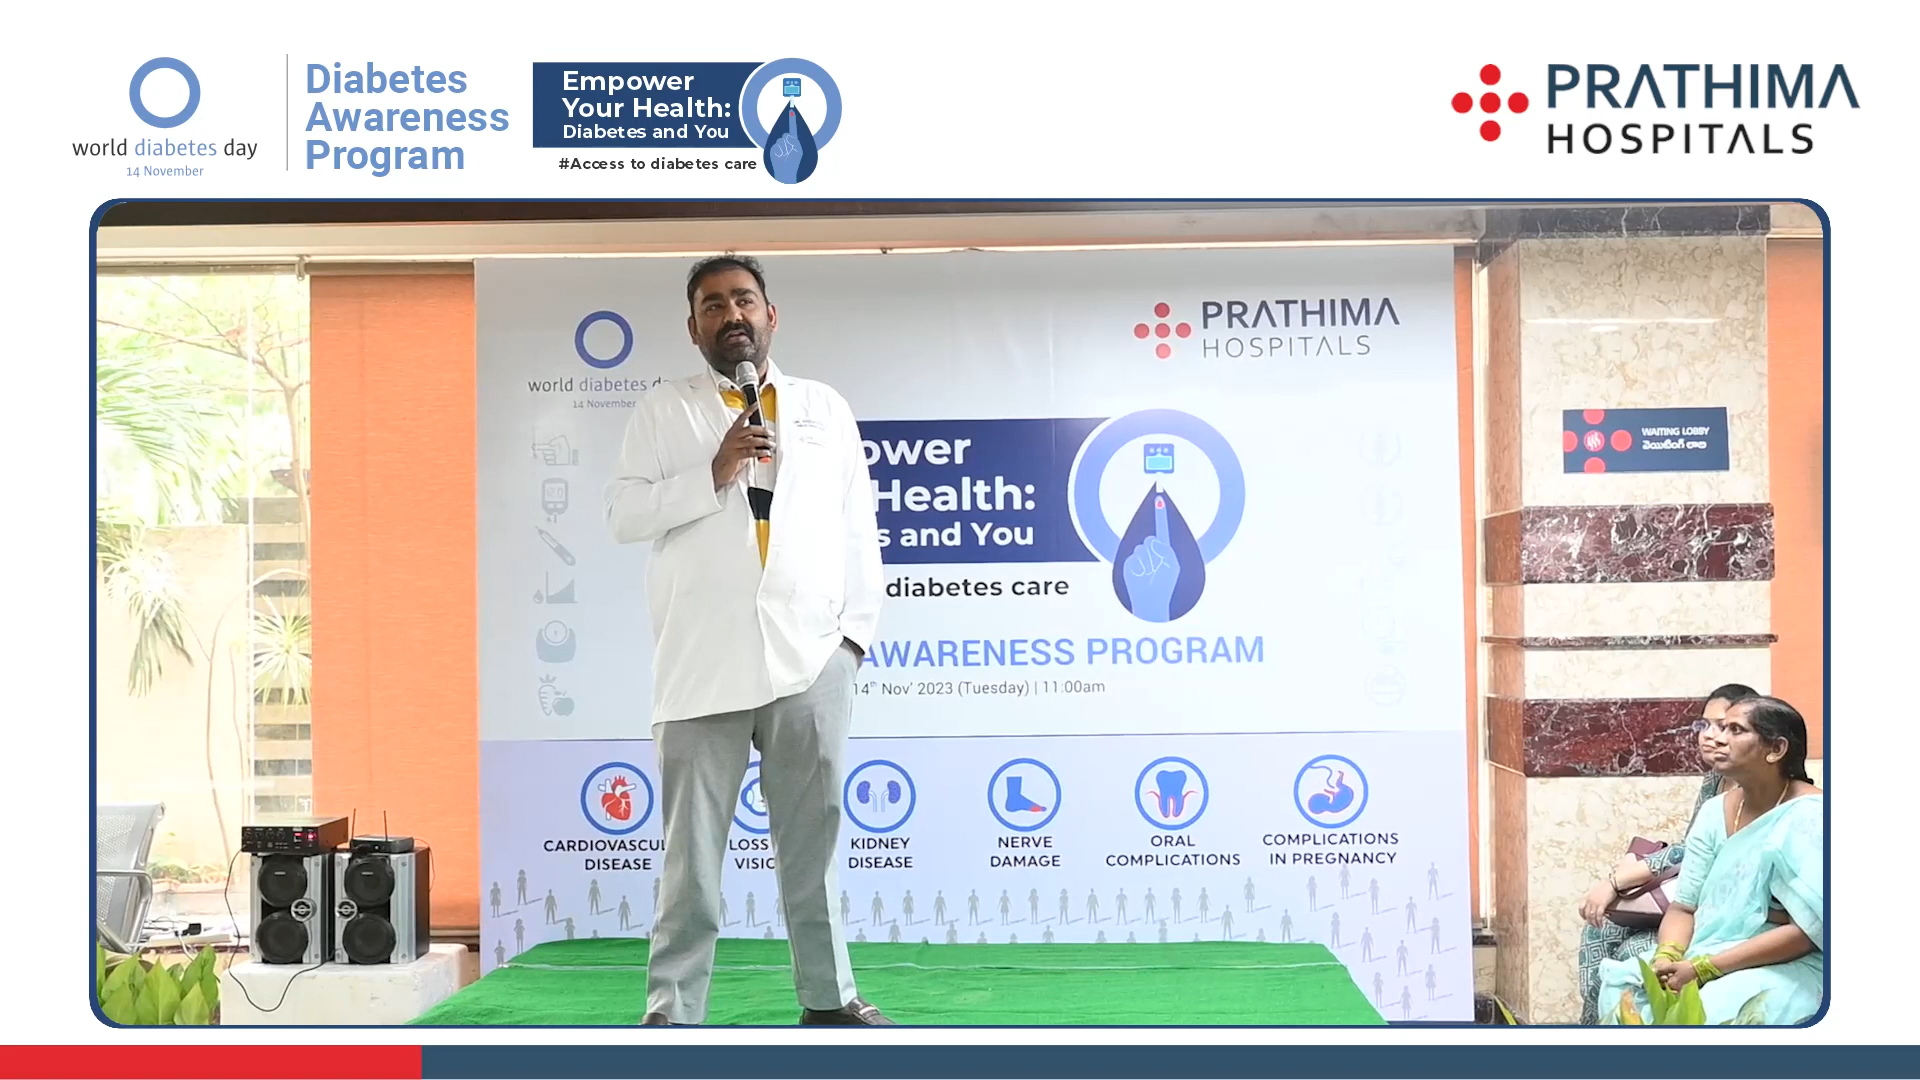 world diabetes day
14 November
Diabetes
Awareness
Program
Empower
Your Health:
Diabetes and You
#Access to diabetes care
PRATHIMA
HOSPITALS
world diabetes d
14 November
PRATHIMA
HOSPITALS
ower
Health:
s and You
diabetes care
AWARENESS PROGRAM
14th Nov' 2023 (Tuesday) | 11:00am
CARDIOVASCUL
DISEASE
LOSS
VISIO
KIDNEY
DISEASE
NERVE
DAMAGE
ORAL
COMPLICATIONS
COMPLICATIONS
IN PREGNANCY
WAITING LOBBY
వెయిటింగ్ లాబి